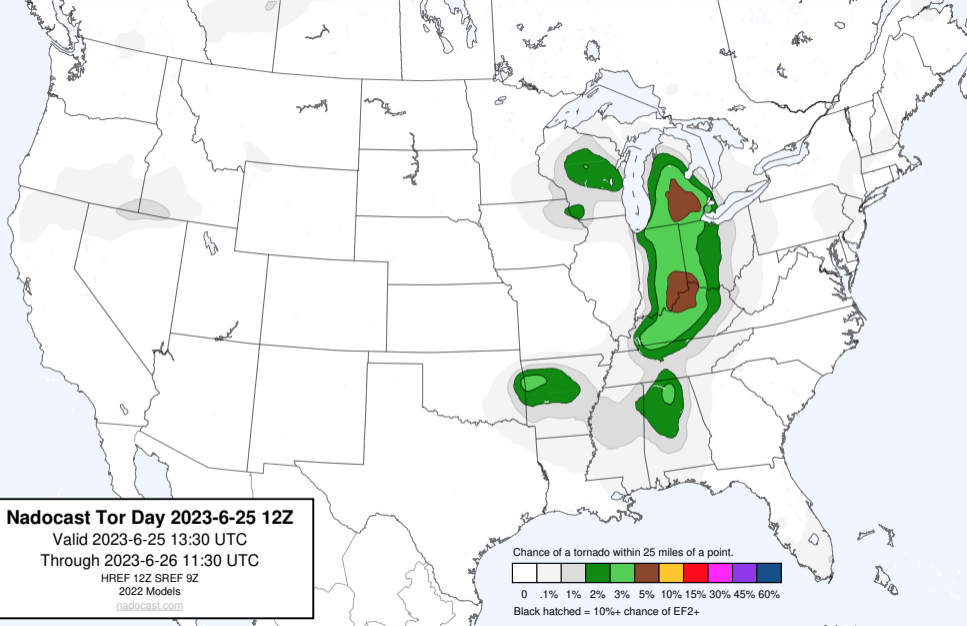 Nadocast Tor Day 2023-6-25 12Z
Valid 2023-6-25 13:30 UTC
Through 2023-6-26 11:30 UTC
HREF 12Z SREF 9Z
2022 Models
nadocast.com
Chance of a tornado within 25 miles of a point.
0 .1% 1% 2% 3% 5% 10% 15% 30% 45% 60%
Black hatched = 10%+ chance of EF2+